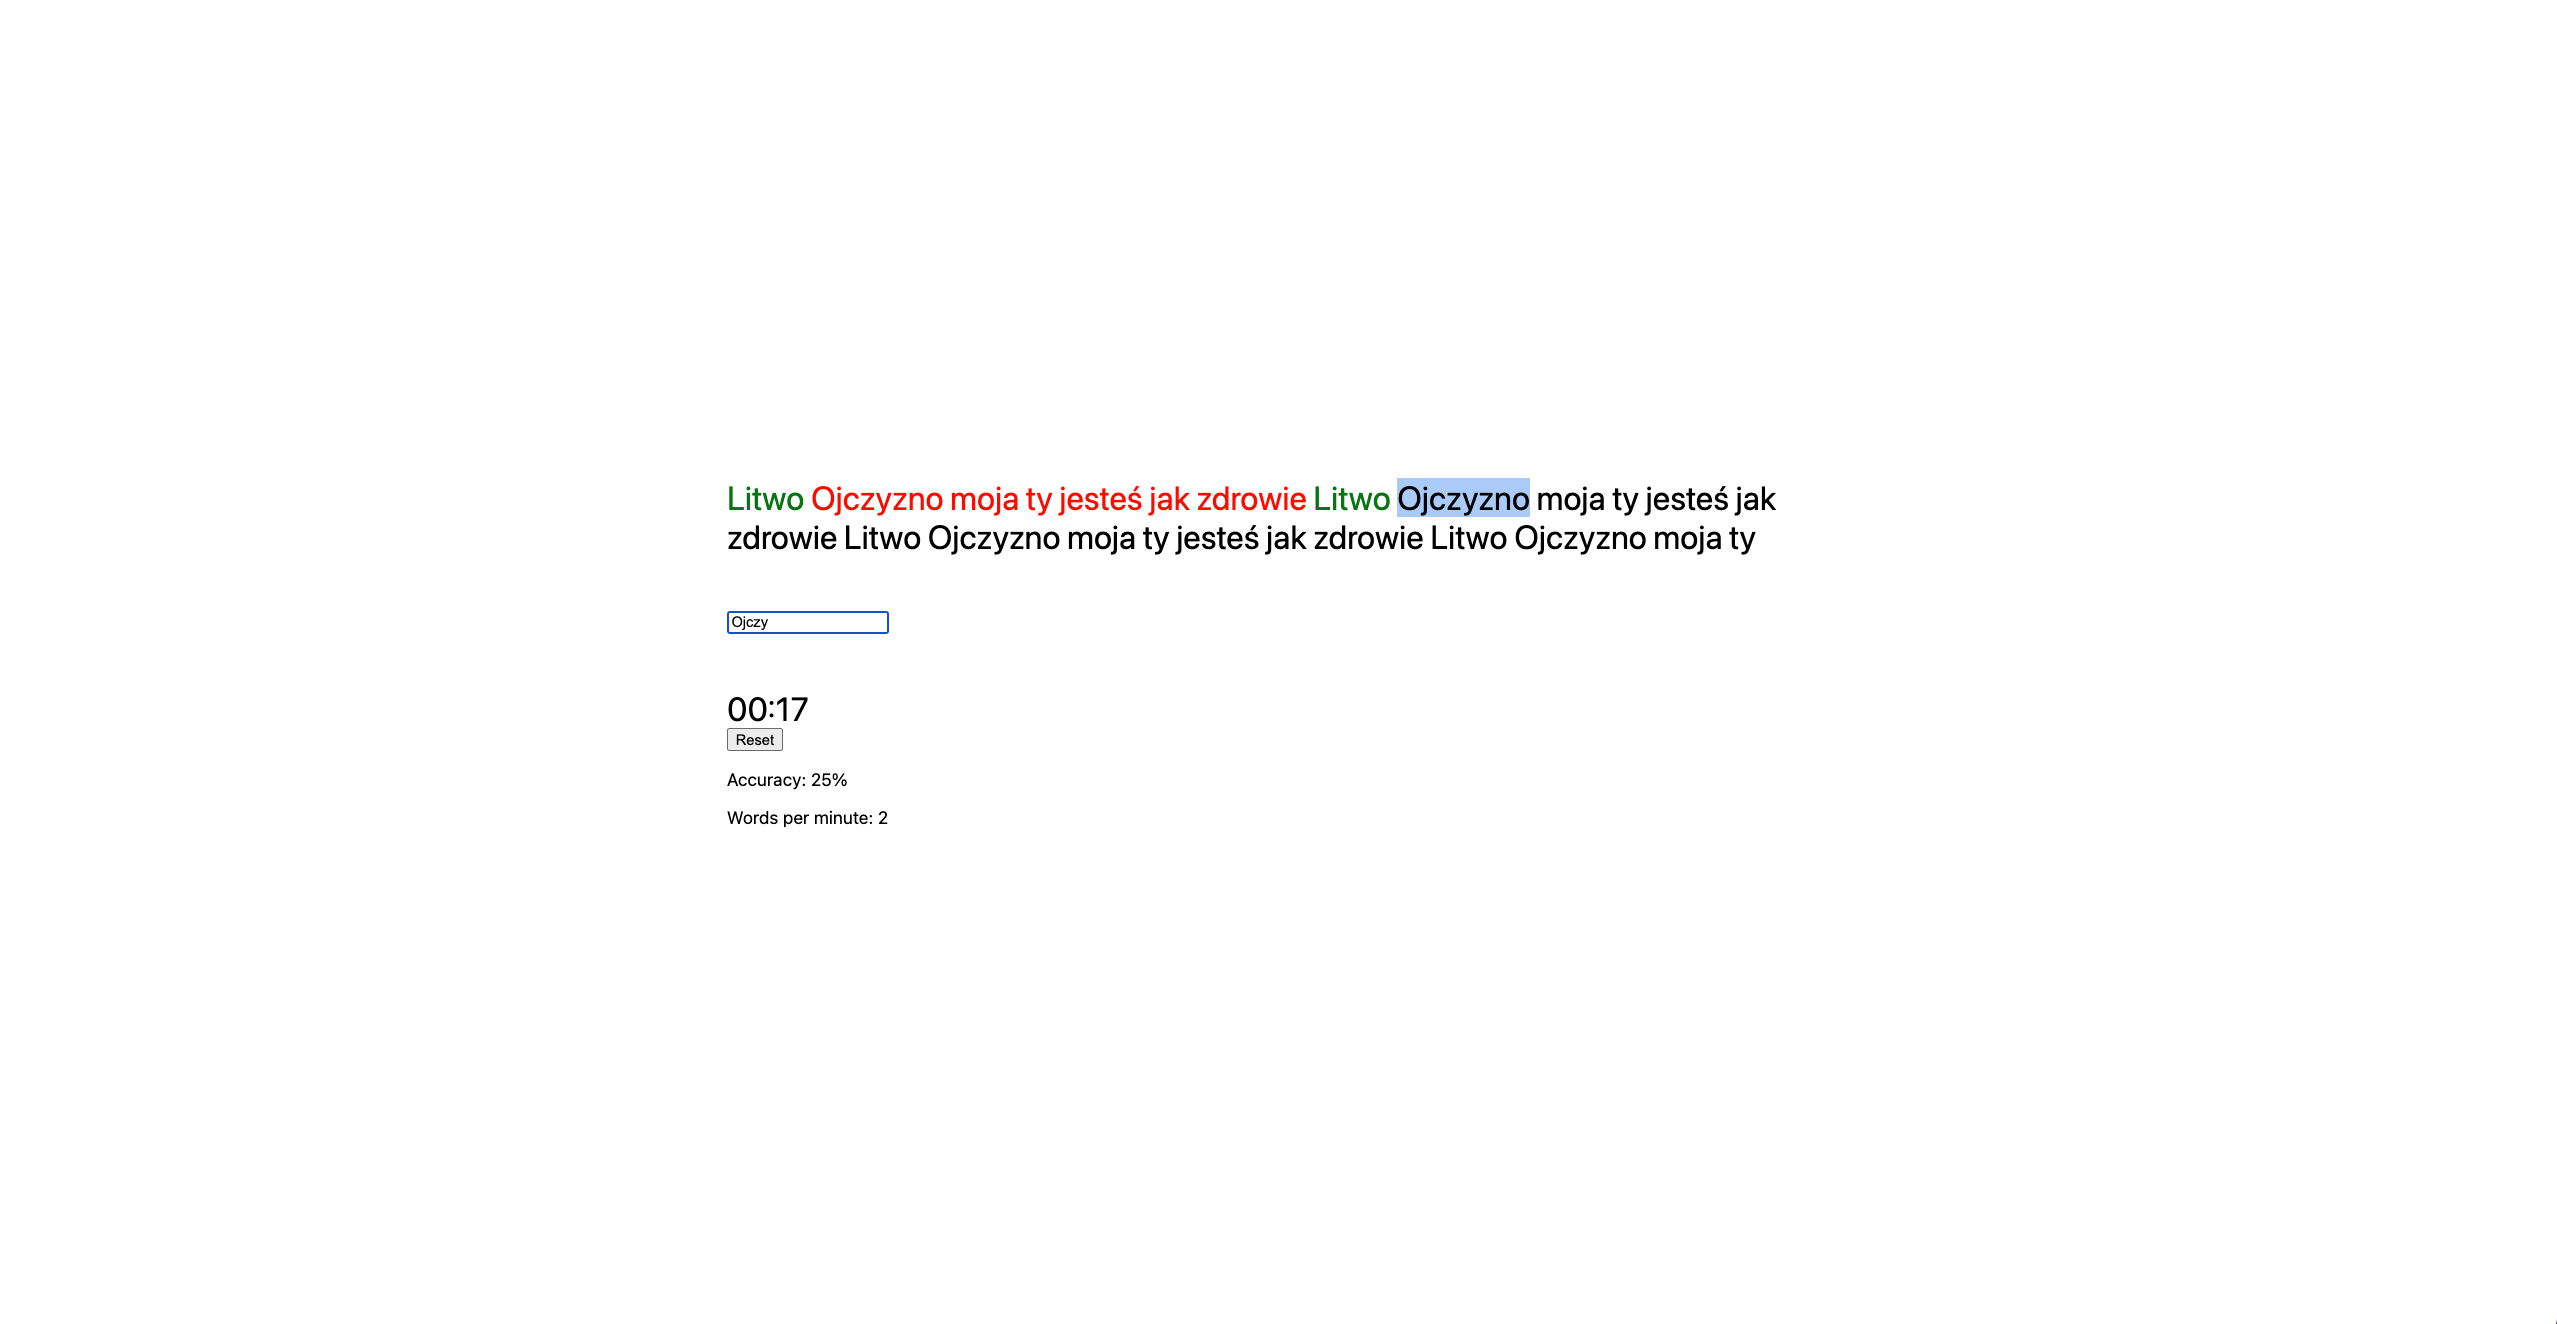 Litwo Ojczyzno moja ty jesteś jak zdrowie Litwo Ojczyzno moja ty jesteś jak
zdrowie Litwo Ojczyzno moja ty jesteś jak zdrowie Litwo Ojczyzno moja ty
Ojczy
00:17
Reset
Accuracy: 25%
Words per minute: 2